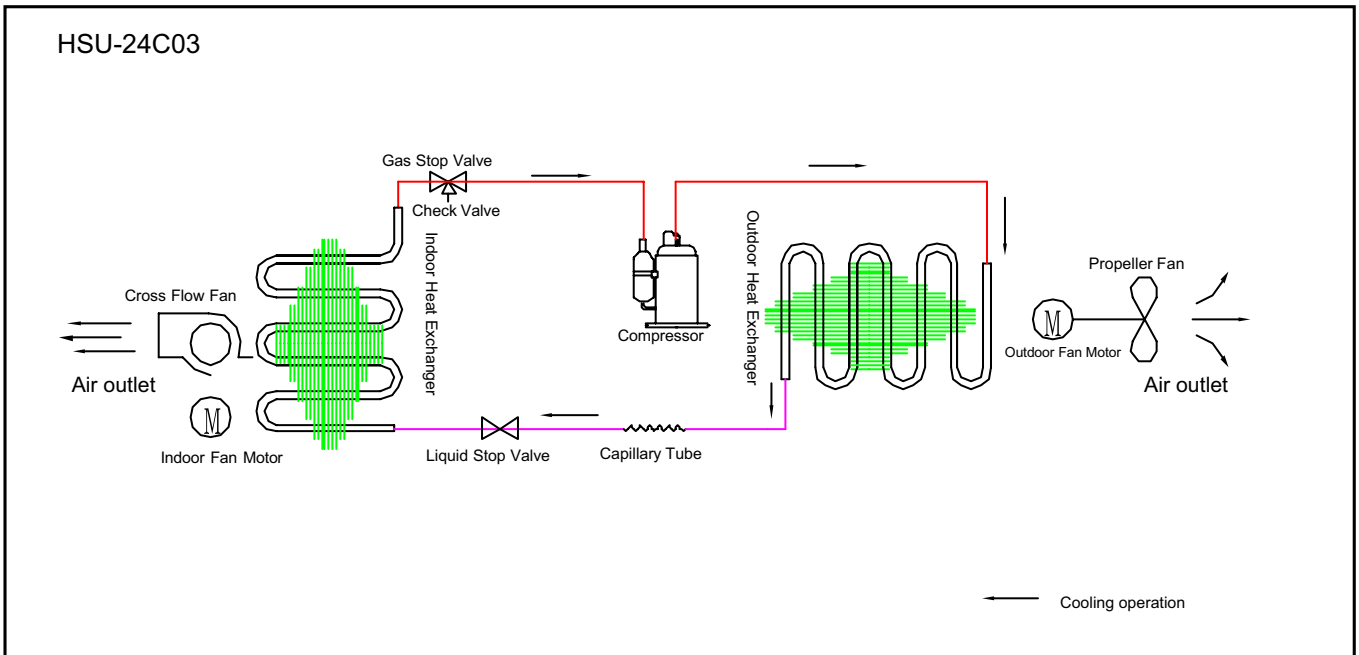 HSU-24C03
Gas Stop Valve
Check Valve
Indoor Heat Exchanger
Outdoor Heat Exchanger
Compressor
Cross Flow Fan
Air outlet
M
Indoor Fan Motor
Liquid Stop Valve
Capillary Tube
Propeller Fan
M
Outdoor Fan Motor
Air outlet
Cooling operation